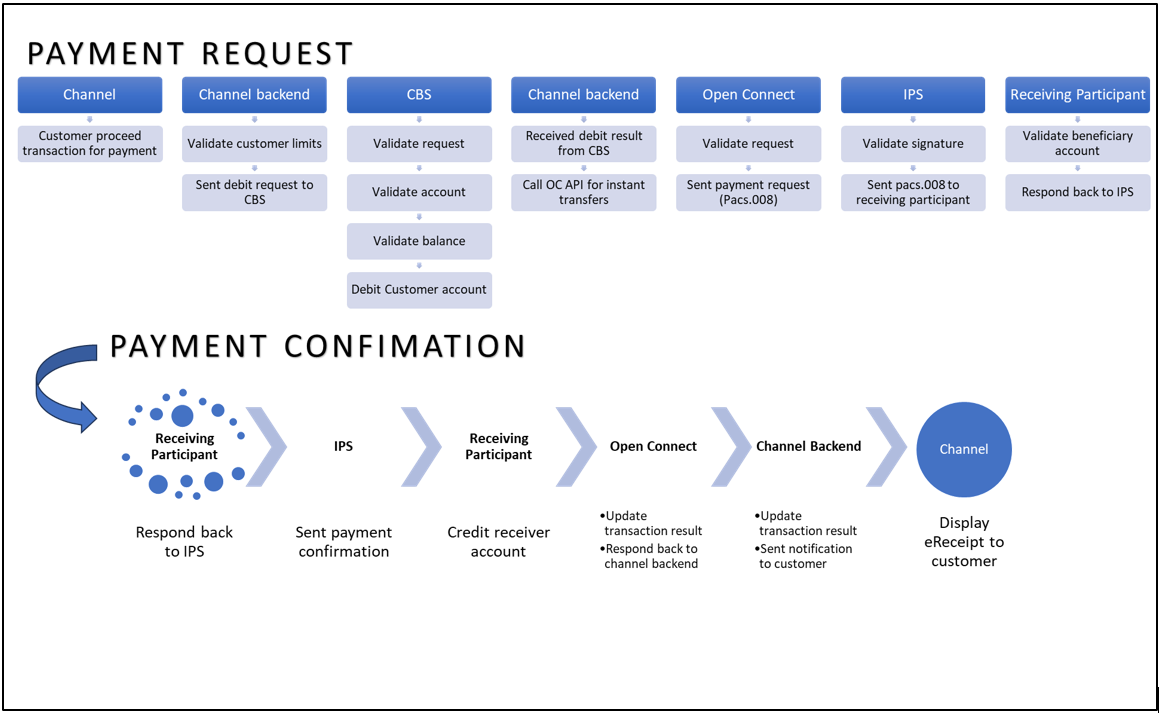 PAYMENT REQUEST
Channel
Customer proceed
transaction for payment
Channel backend
Validate customer limits
Sent debit request to
CBS
CBS
Validate request
Validate account
Validate balance
Debit Customer account
Channel backend
Received debit result
from CBS
Call OC API for instant
transfers
Open Connect
Validate request
Sent payment request
(Pacs.008)
IPS
Validate signature
Sent pacs.008 to
receiving participant
Receiving Participant
Validate beneficiary
account
Respond back to IPS
PAYMENT CONFIMATION
Receiving
Participant
Respond back
to IPS
IPS
Sent payment
confirmation
Receiving
Participant
Credit receiver
account
Open Connect
•Update
transaction result
•Respond back to
channel backend
Channel Backend
•Update
transaction result
•Sent notification
to customer
Channel
Display
eReceipt to
customer